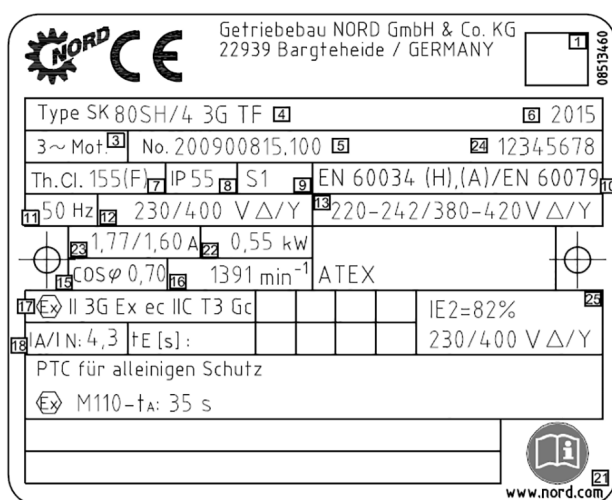 NORD CE Getriebebau NORD GmbH & Co. KG 1
22939 Bargteheide / GERMANY
08513460
Type SK 80SH/4 3G TF 4 6 2015
3~ Mot. 3 No. 200900815,100 5 24 12345678
Th.Cl. 155(F) 7 IP 55 8 S1 9 EN 60034 (H),(A)/EN 60079 10
11 50 Hz 12 230/400 V △/Y 13 220-242/380-420V △/Y
23 1,77/1,60 A 22 0,55 kW
15 COSφ 0,70 16 1391 min⁻¹ ATEX
17 Ex II 3G Ex ec IIC T3 Gc IE2=82% 25
18 IA/IN: 4,3 tE [s]: 230/400 V △/Y
PTC für alleinigen Schutz
Ex M110-tA: 35 s
i
21
www.nord.com